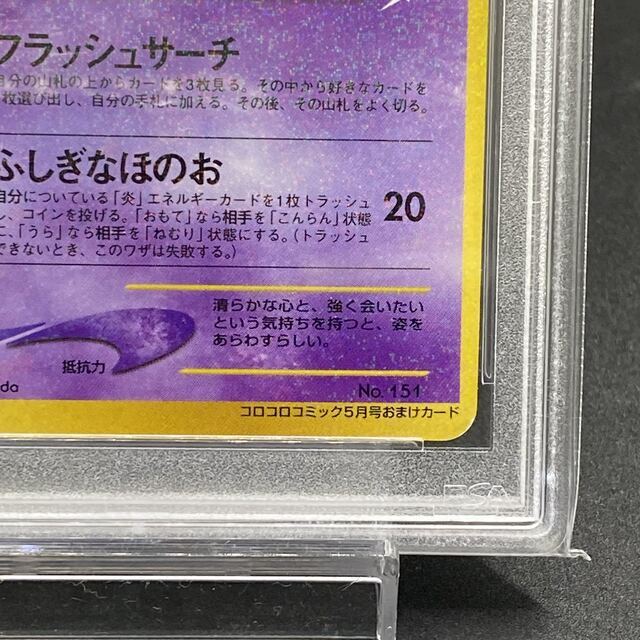 フラッシュサーチ
自分の山札の上からカードを3枚見る。その中から好きなカードを
枚選び出し、自分の手札に加える。その後、その山札をよく切る。
ふしぎなほのお
自分についている「炎」エネルギーカードを1枚トラッシュ
し、コインを投げる。「おもて」なら相手を「こんらん」状態
に、「うら」なら相手を「ねむり」状態にする。(トラッシュ
できないとき、このワザは失敗する。)
20
清らかな心と、強く会いたい
という気持ちを持つと、姿を
あらわすらしい。
抵抗力
da
No. 151
コロコロコミック5月号おまけカード
PSA